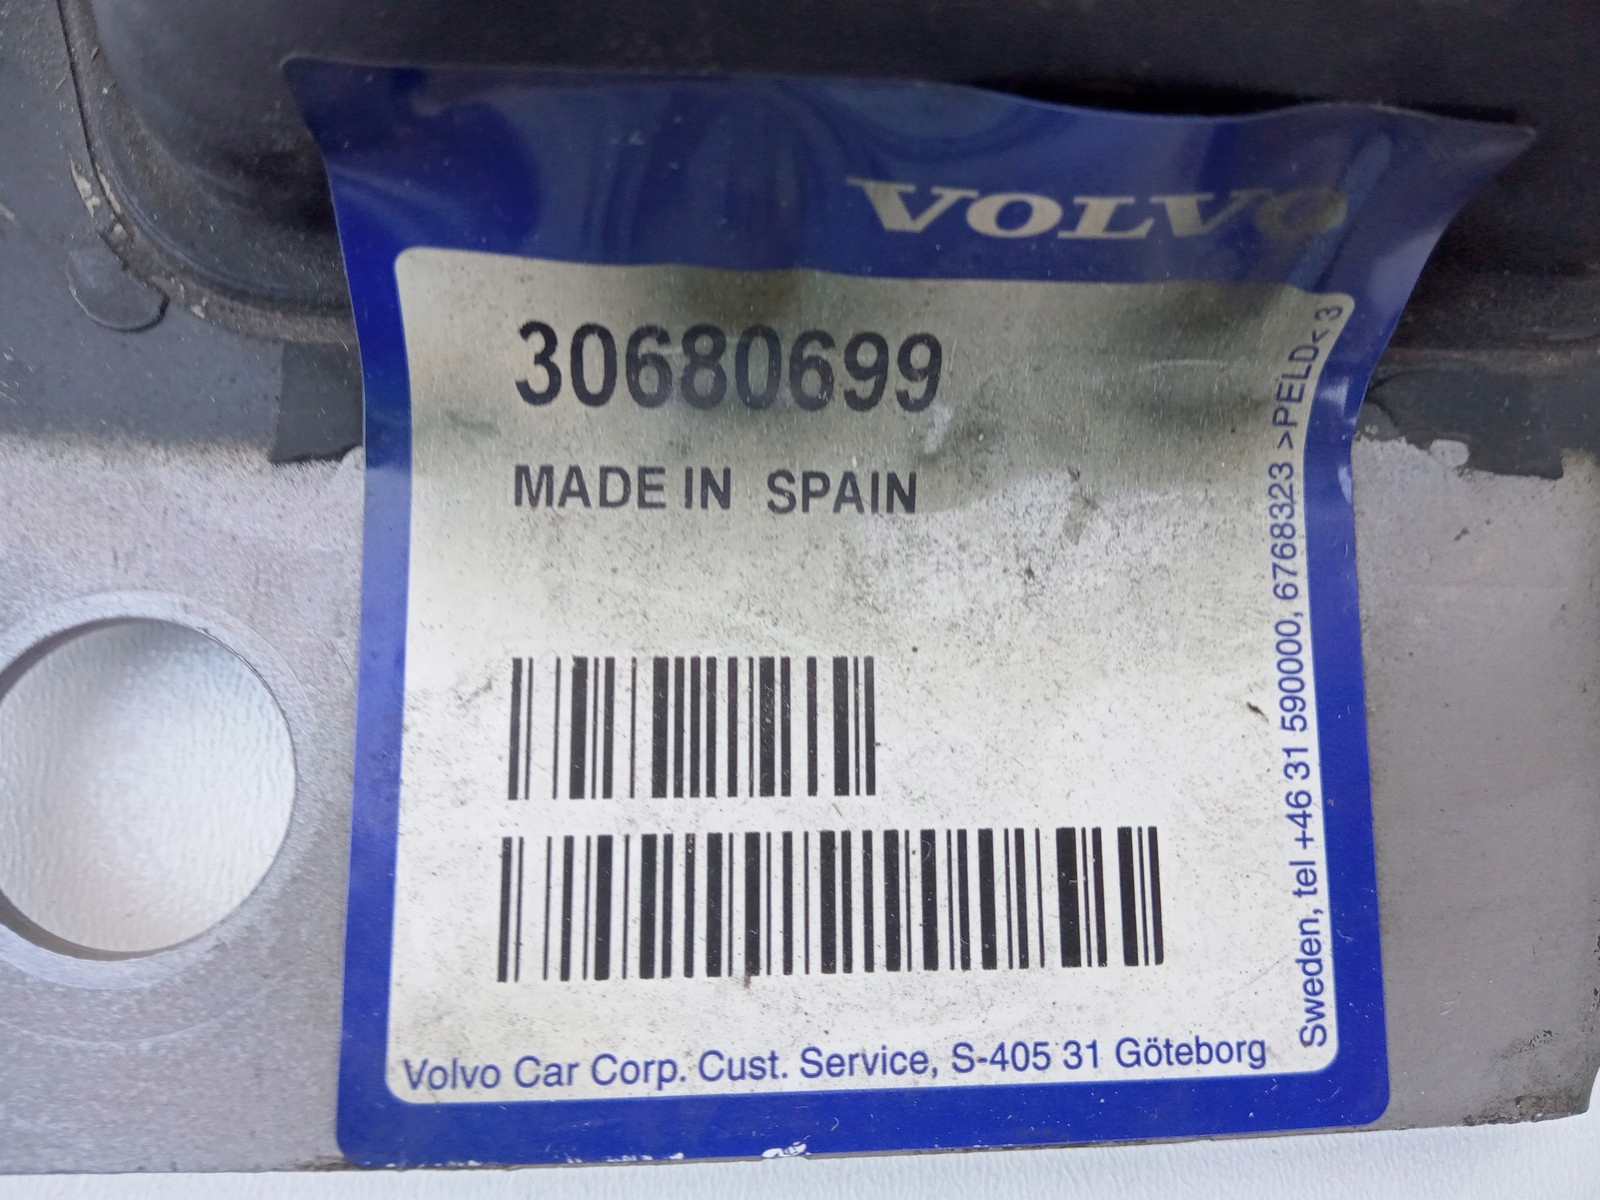 VOLVO
30680699
MADE IN SPAIN
Volvo Car Corp. Cust. Service, S-405 31 Göteborg
Sweden, tel +46 31 590000, 6768323 >PELD< 3